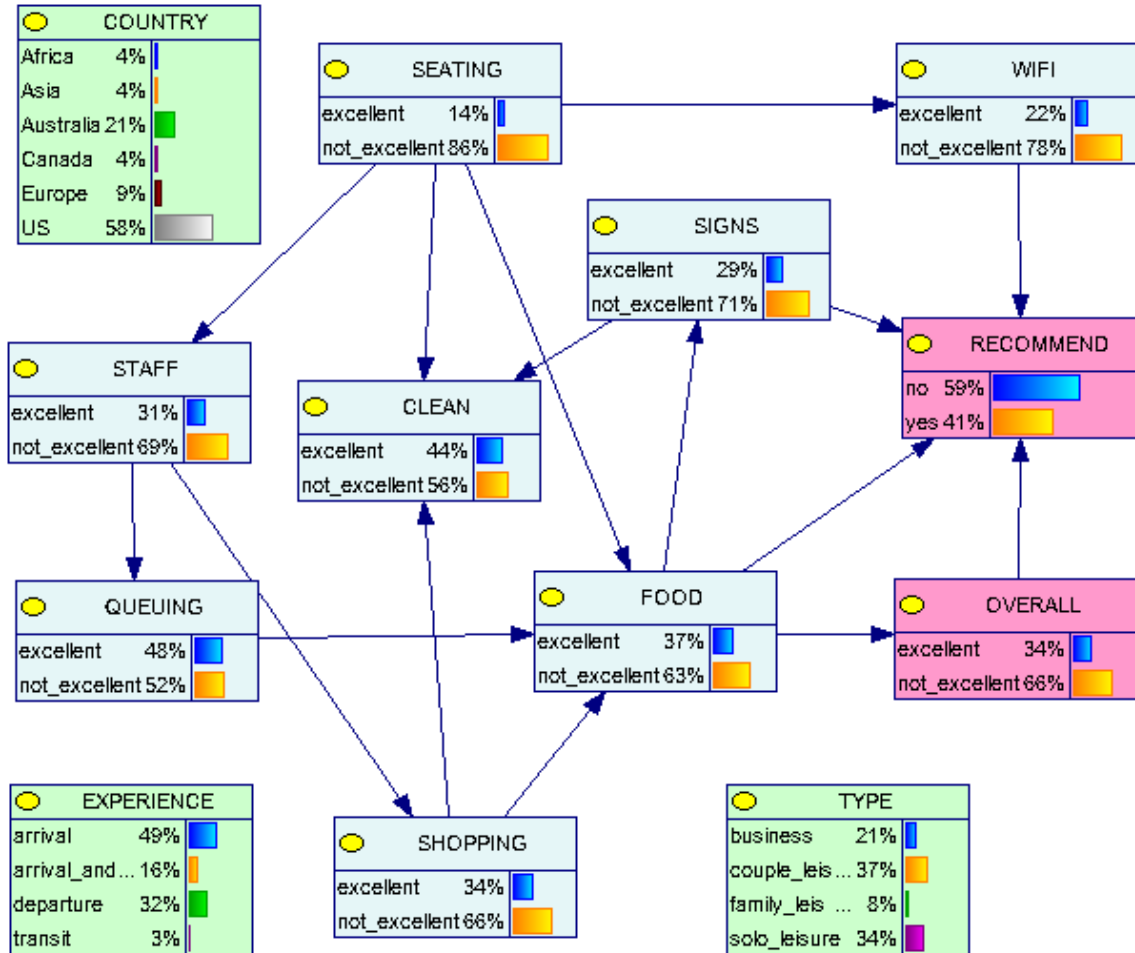 COUNTRY
Africa 4%
Asia 4%
Australia 21%
Canada 4%
Europe 9%
US 58%
SEATING
excellent 14%
not_excellent 86%
WIFI
excellent 22%
not_excellent 78%
SIGNS
excellent 29%
not_excellent 71%
RECOMMEND
no 59%
yes 41%
STAFF
excellent 31%
not_excellent 69%
CLEAN
excellent 44%
not_excellent 56%
QUEUING
excellent 48%
not_excellent 52%
FOOD
excellent 37%
not_excellent 63%
OVERALL
excellent 34%
not_excellent 66%
EXPERIENCE
arrival 49%
arrival_and... 16%
departure 32%
transit 3%
SHOPPING
excellent 34%
not_excellent 66%
TYPE
business 21%
couple_leis ... 37%
family_leis ... 8%
solo_leisure 34%